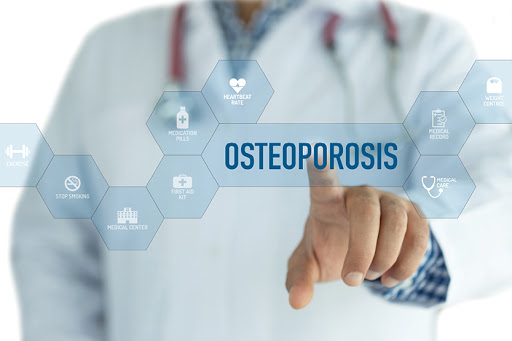 HEARTBEAT
RATE
MEDICATION
PILLS
EXERCISE
STOP SMOKING
MEDICAL CENTER
FIRST AID
KIT
OSTEOPOROSIS
WEIGHT
CONTROL
MEDICAL
RECORD
MEDICAL
CARE